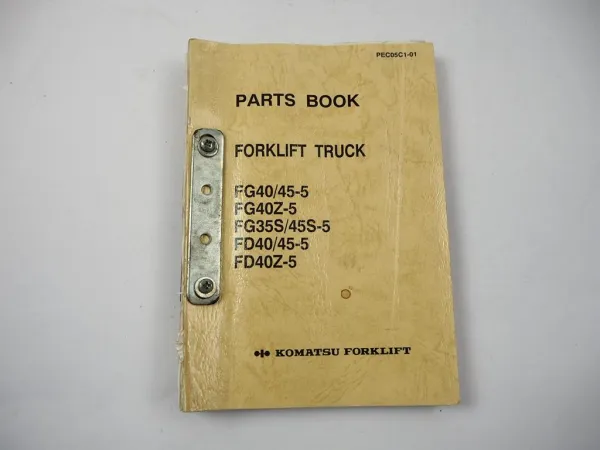 PEC05C1-01
PARTS BOOK
FORKLIFT TRUCK
FG40/45-5
FG40Z-5
FG35S/45S-5
FD40/45-5
FD40Z-5
KOMATSU FORKLIFT